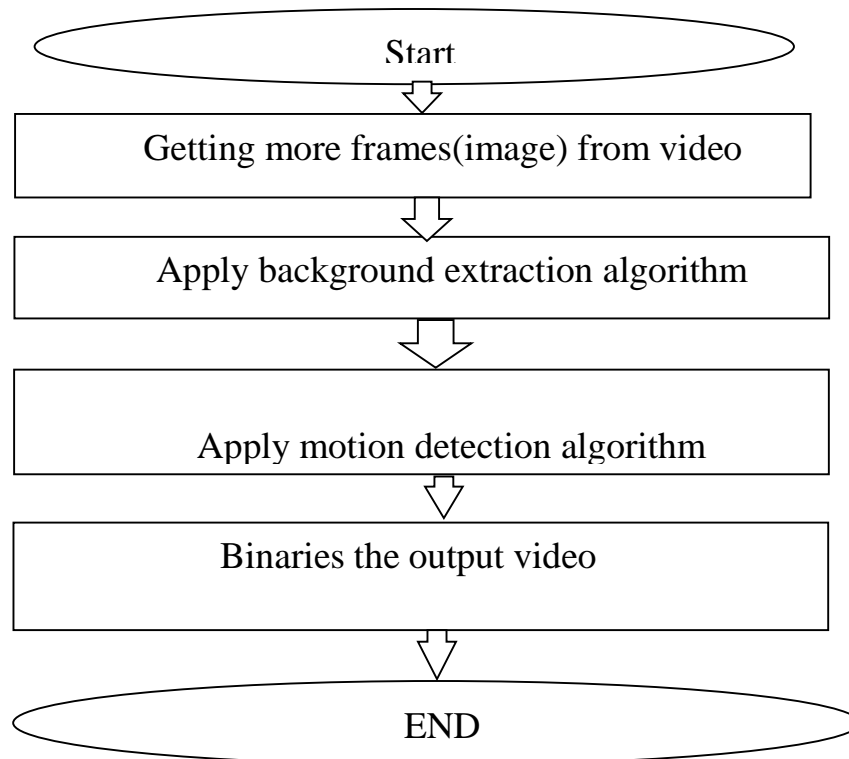 Start
Getting more frames(image) from video
Apply background extraction algorithm
Apply motion detection algorithm
Binaries the output video
END